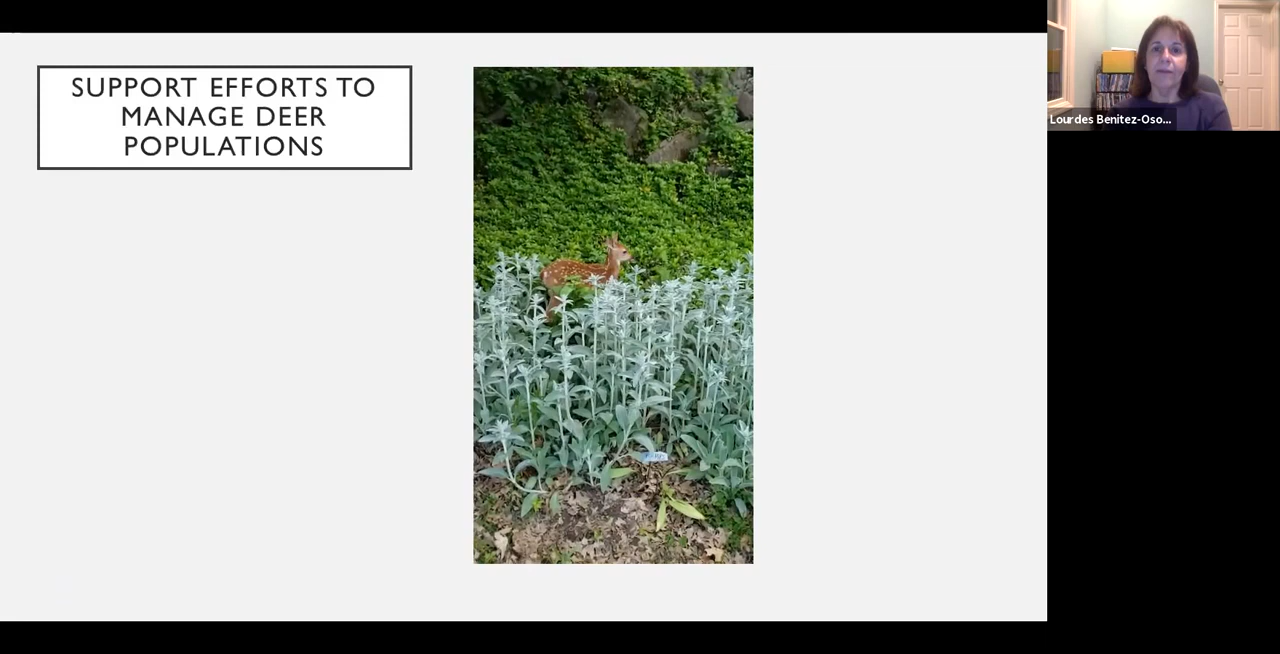 SUPPORT EFFORTS TO
MANAGE DEER
POPULATIONS
Lourdes Benitez-Oso...